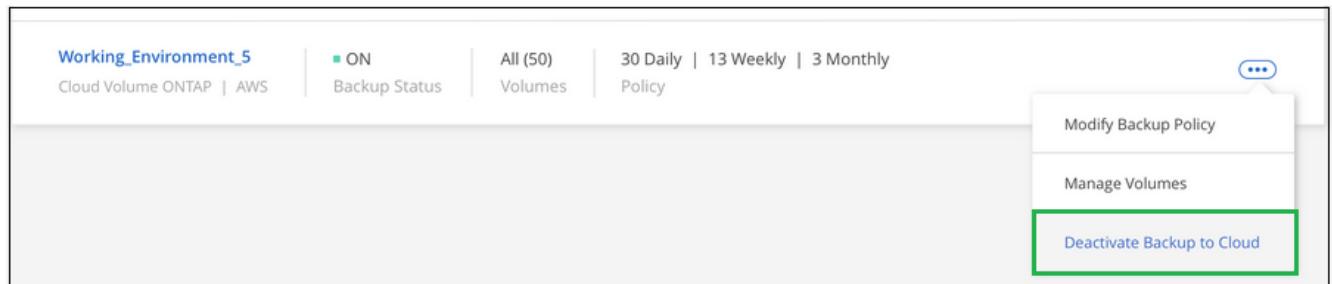 Working_Environment_5
ON
All (50)
30 Daily | 13 Weekly | 3 Monthly
Cloud Volume ONTAP | AWS
Backup Status
Volumes
Policy
Modify Backup Policy
Manage Volumes
Deactivate Backup to Cloud